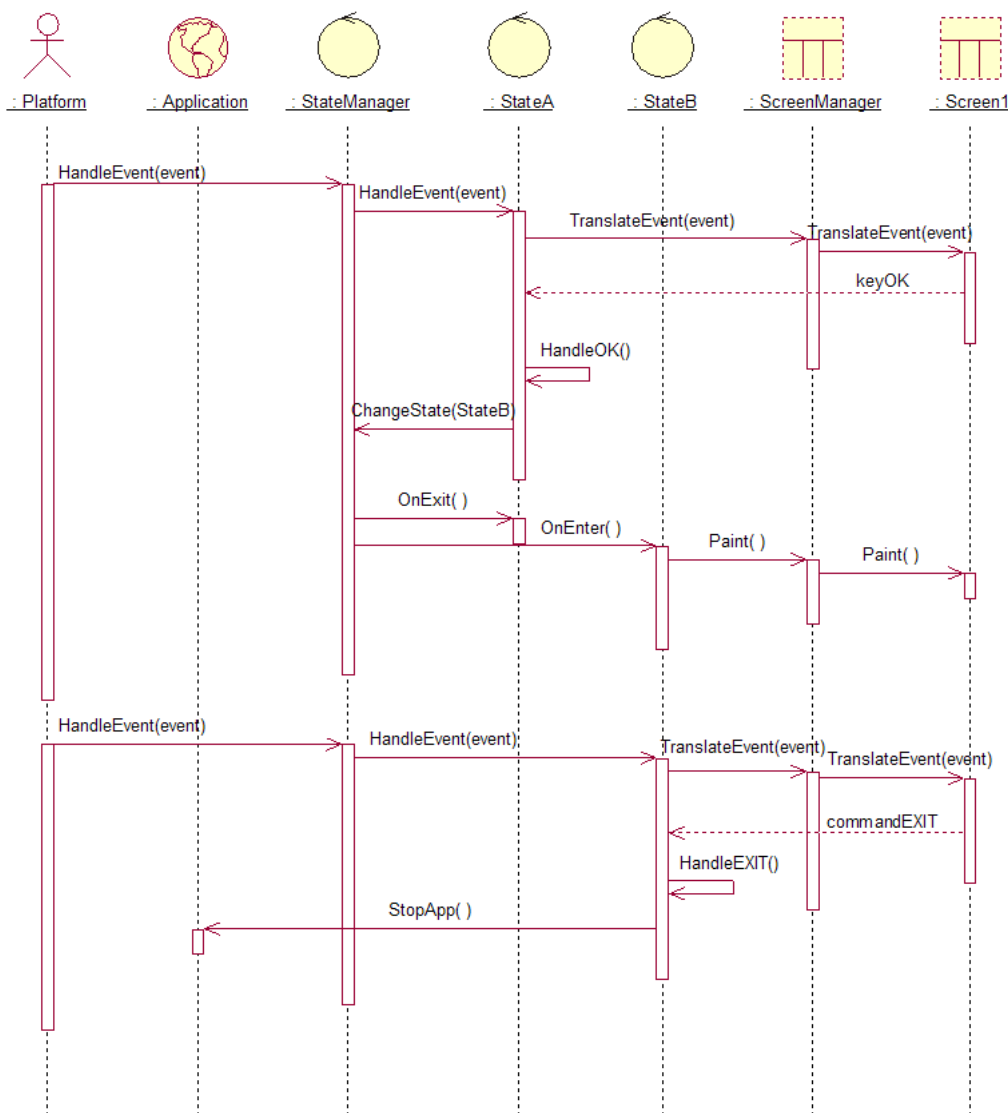 : Platform
: Application
: StateManager
: StateA
: StateB
: ScreenManager
: Screen1
HandleEvent(event)
HandleEvent(event)
TranslateEvent(event)
TranslateEvent(event)
keyOK
HandleOK()
ChangeState(StateB)
OnExit( )
OnEnter( )
Paint( )
Paint( )
HandleEvent(event)
HandleEvent(event)
TranslateEvent(event)
TranslateEvent(event)
commandEXIT
HandleEXIT()
StopApp( )